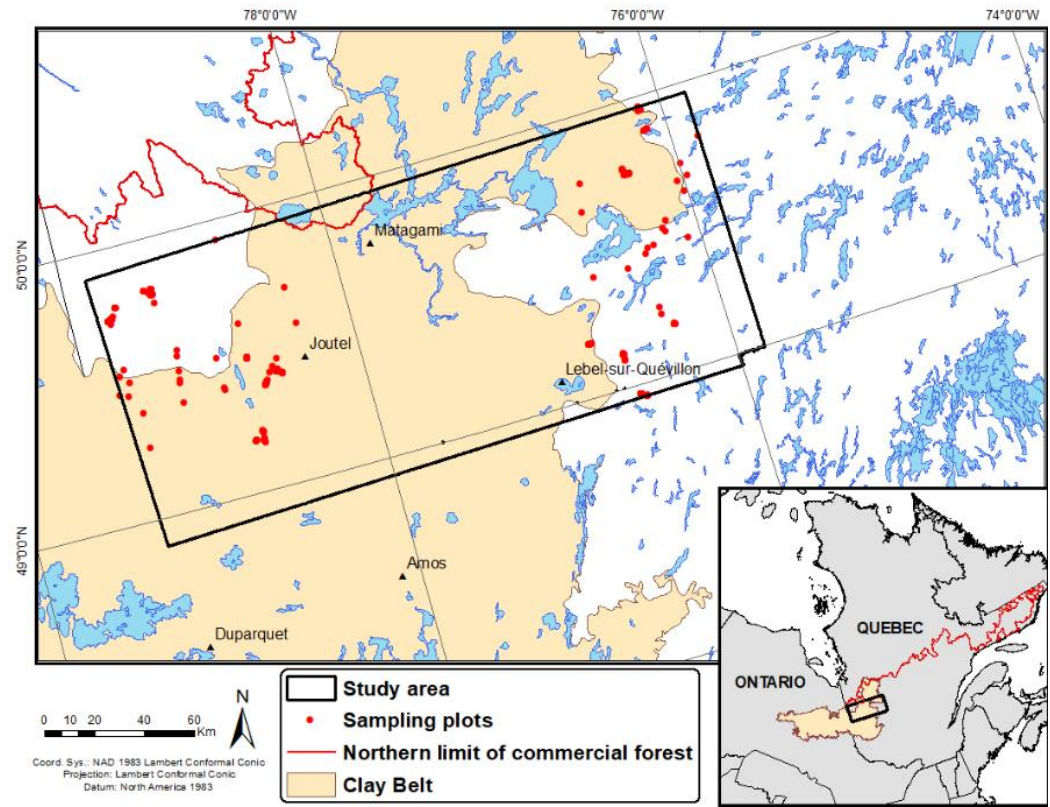 78°0'0"W
76°0'0"W
74°0'0"W
50°0'0"N
49°0'0"N
Matagami
Joutel
Lebel-sur-Quévillon
Amos
Duparquet
QUEBEC
ONTARIO
N
0 10 20 40 60
Km
Coord. Sys.: NAD 1983 Lambert Conformal Conic
Projection: Lambert Conformal Conic
Datum: North America 1983
Study area
Sampling plots
Northern limit of commercial forest
Clay Belt